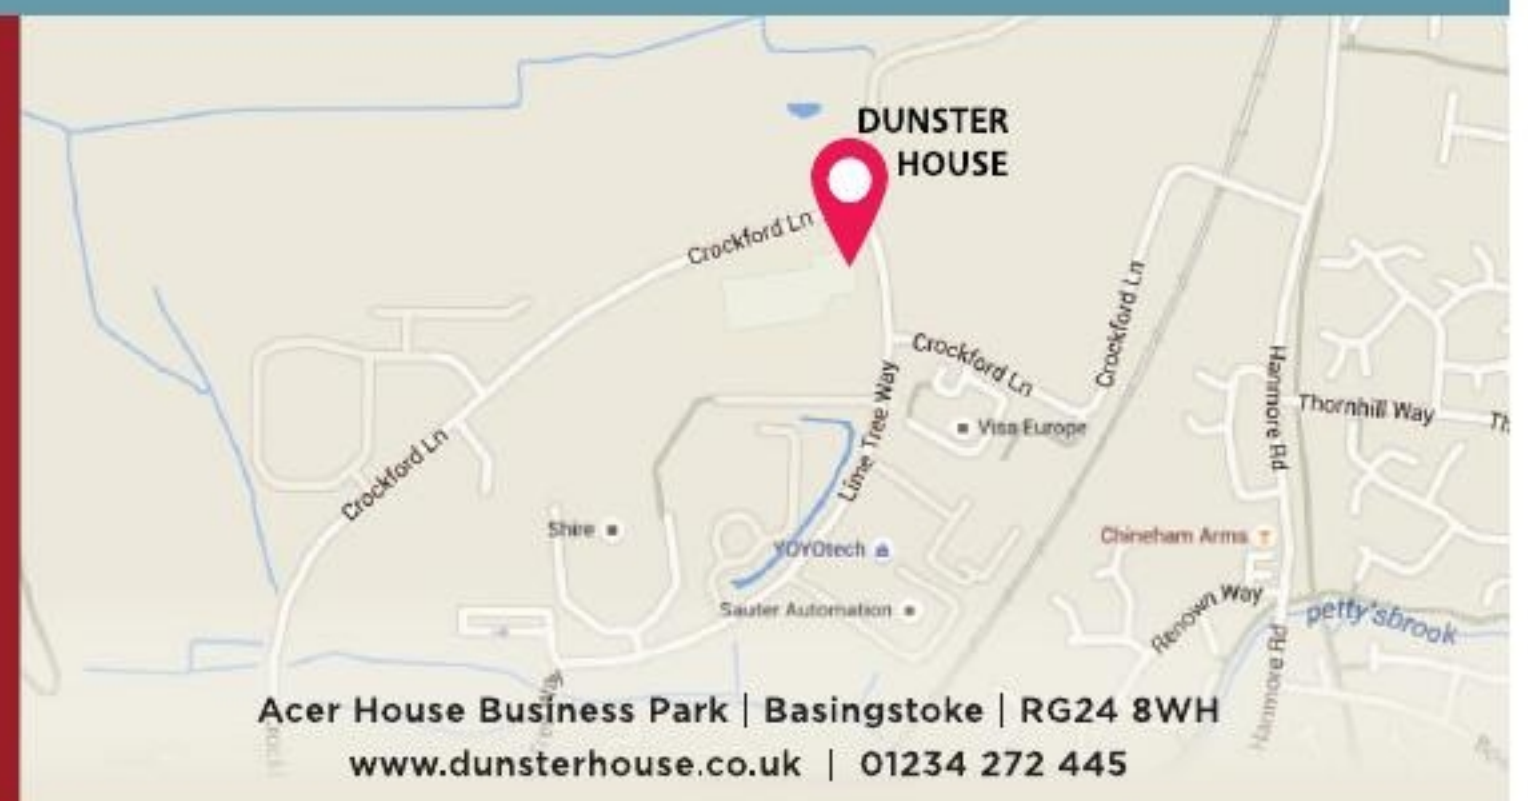 DUNSTER
HOUSE
Crockford Ln
Crockford Ln
Crockford Ln
Crockford Ln
Lime Tree Way
Visa Europe
Hanmore Rd
Thornhill Way
Th
Shire
YOYOtech
Chineham Arms
Sauter Automation
Renown Way
petty'sbrook
Hanmore Rd
Acer House Business Park | Basingstoke | RG24 8WH
www.dunsterhouse.co.uk | 01234 272 445